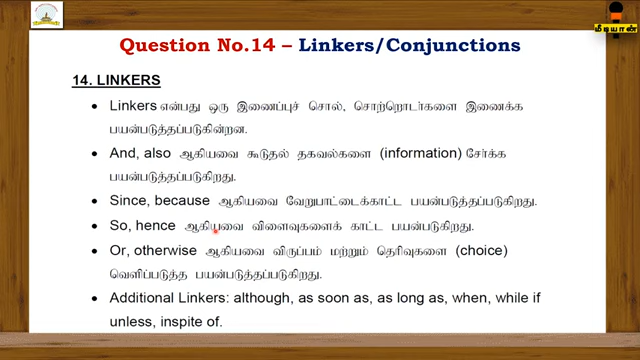 Question No.14 – Linkers/Conjunctions
மீடியான்
14. LINKERS
• Linkers என்பது ஒரு இணைப்புச் சொல், சொற்றொடர்களை இணைக்க
பயன்படுத்தப்படுகின்றன.
• And, also ஆகியவை கூடுதல் தகவல்களை (information) சேர்க்க
பயன்படுத்தப்படுகிறது.
• Since, because ஆகியவை வேறுபாட்டைக்காட்ட பயன்படுத்தப்படுகிறது.
• So, hence ஆகியவை விளைவுகளைக் காட்ட பயன்படுகிறது.
• Or, otherwise ஆகியவை விருப்பம் மற்றும் தெரிவுகளை (choice)
வெளிப்படுத்த பயன்படுத்தப்படுகிறது.
• Additional Linkers: although, as soon as, as long as, when, while if
unless, inspite of.